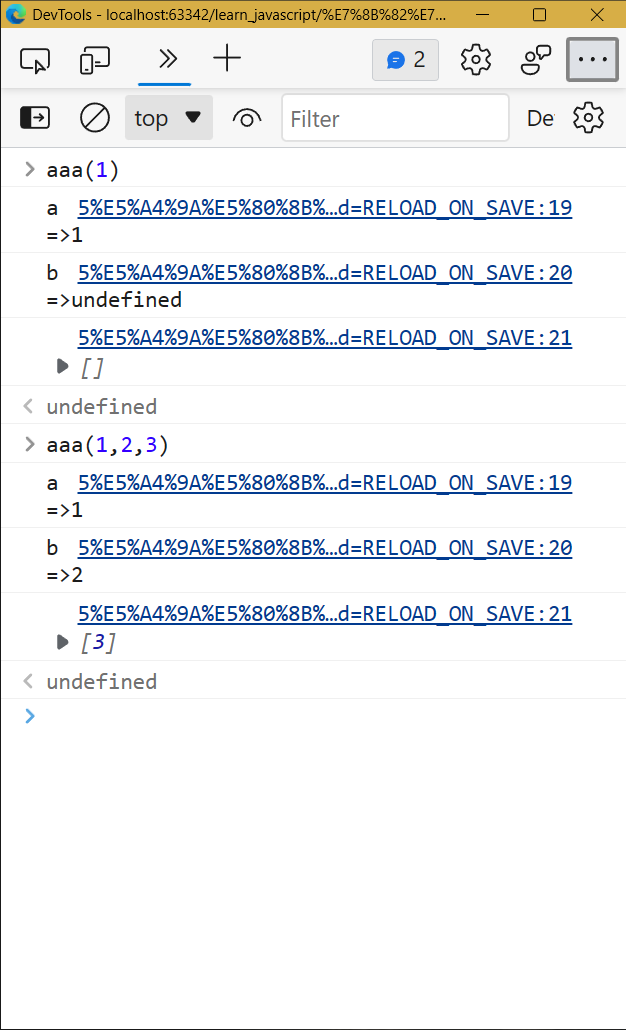 DevTools - localhost:63342/learn_javascript/%E7%8B%82%E7...
2
top
Filter
De
aaa(1)
a 5%E5%A4%9A%E5%80%8B%…d=RELOAD_ON_SAVE:19
=>1
b 5%E5%A4%9A%E5%80%8B%…d=RELOAD_ON_SAVE:20
=>undefined
5%E5%A4%9A%E5%80%8B%…d=RELOAD_ON_SAVE:21
[]
undefined
aaa(1,2,3)
a 5%E5%A4%9A%E5%80%8B%…d=RELOAD_ON_SAVE:19
=>1
b 5%E5%A4%9A%E5%80%8B%…d=RELOAD_ON_SAVE:20
=>2
5%E5%A4%9A%E5%80%8B%…d=RELOAD_ON_SAVE:21
[3]
undefined